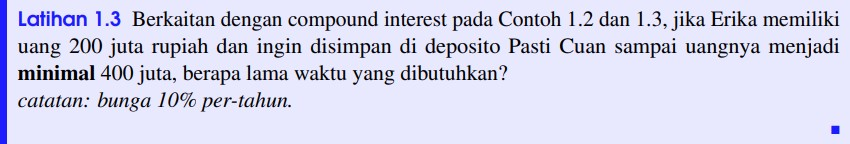 Latihan 1.3 Berkaitan dengan compound interest pada Contoh 1.2 dan 1.3, jika Erika memiliki
uang 200 juta rupiah dan ingin disimpan di deposito Pasti Cuan sampai uangnya menjadi
minimal 400 juta, berapa lama waktu yang dibutuhkan?
catatan: bunga 10% per-tahun.